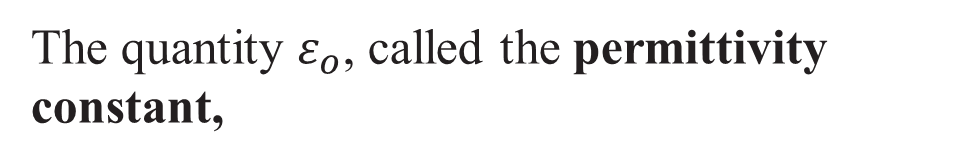 The quantity ε₀, called the permittivity
constant,